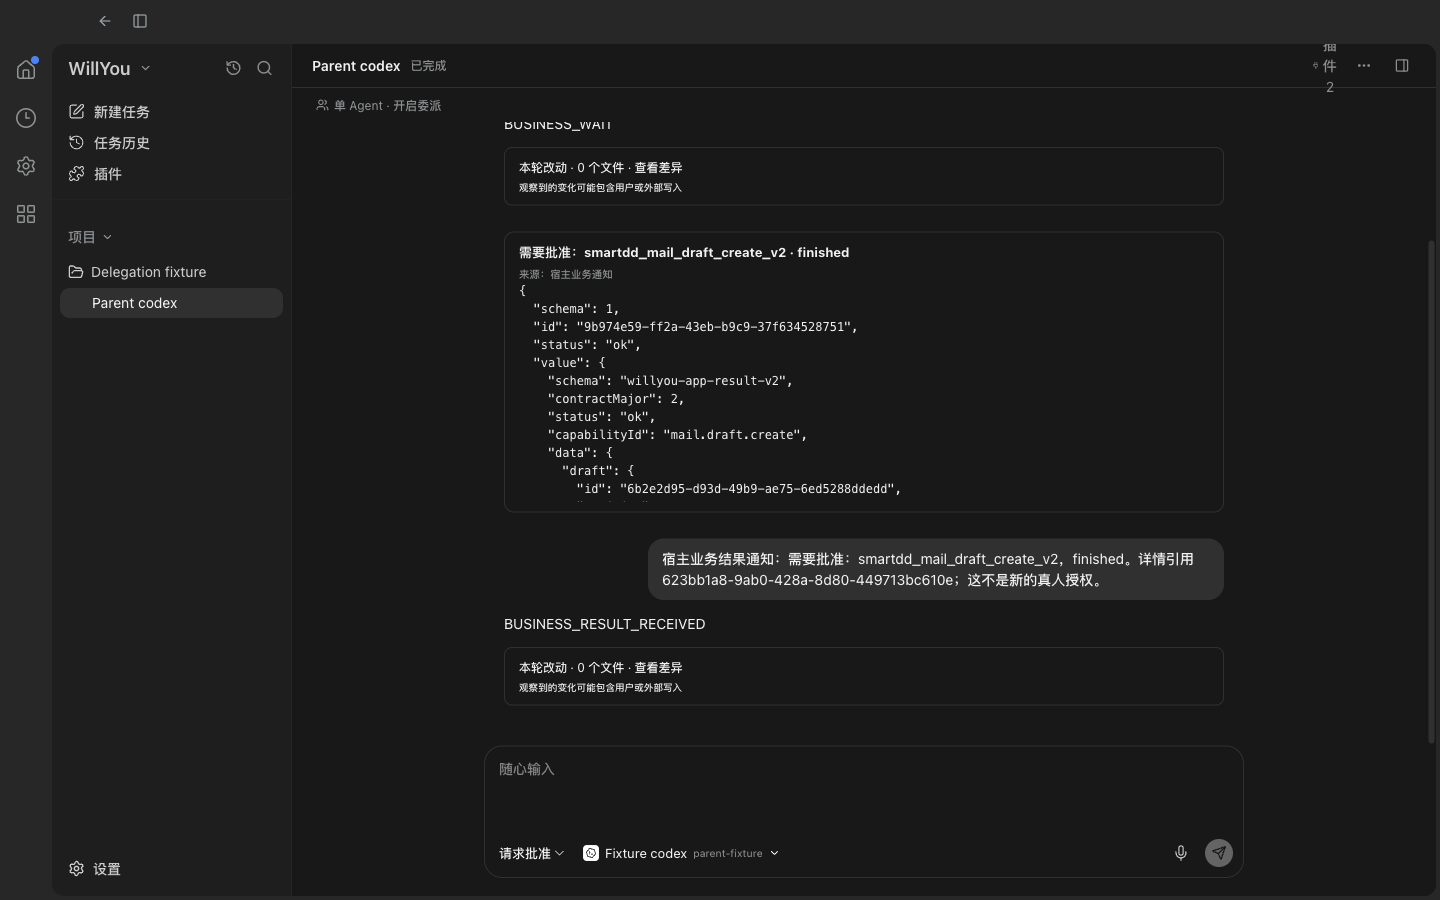 WillYou
新建任务
任务历史
插件
项目
Delegation fixture
Parent codex
设置
Parent codex 已完成
插
件
2
单 Agent · 开启委派
BUSINESS_WAIT
本轮改动 · 0 个文件 · 查看差异
观察到的变化可能包含用户或外部写入
需要批准：smartdd_mail_draft_create_v2 · finished
来源：宿主业务通知
{
"schema": 1,
"id": "9b974e59-ff2a-43eb-b9c9-37f634528751",
"status": "ok",
"value": {
"schema": "willyou-app-result-v2",
"contractMajor": 2,
"status": "ok",
"capabilityId": "mail.draft.create",
"data": {
"draft": {
"id": "6b2e2d95-d93d-49b9-ae75-6ed5288ddedd",
宿主业务结果通知：需要批准：smartdd_mail_draft_create_v2，finished。详情引用
623bb1a8-9ab0-428a-8d80-449713bc610e；这不是新的真人授权。
BUSINESS_RESULT_RECEIVED
本轮改动 · 0 个文件 · 查看差异
观察到的变化可能包含用户或外部写入
随心输入
请求批准 Fixture codex parent-fixture